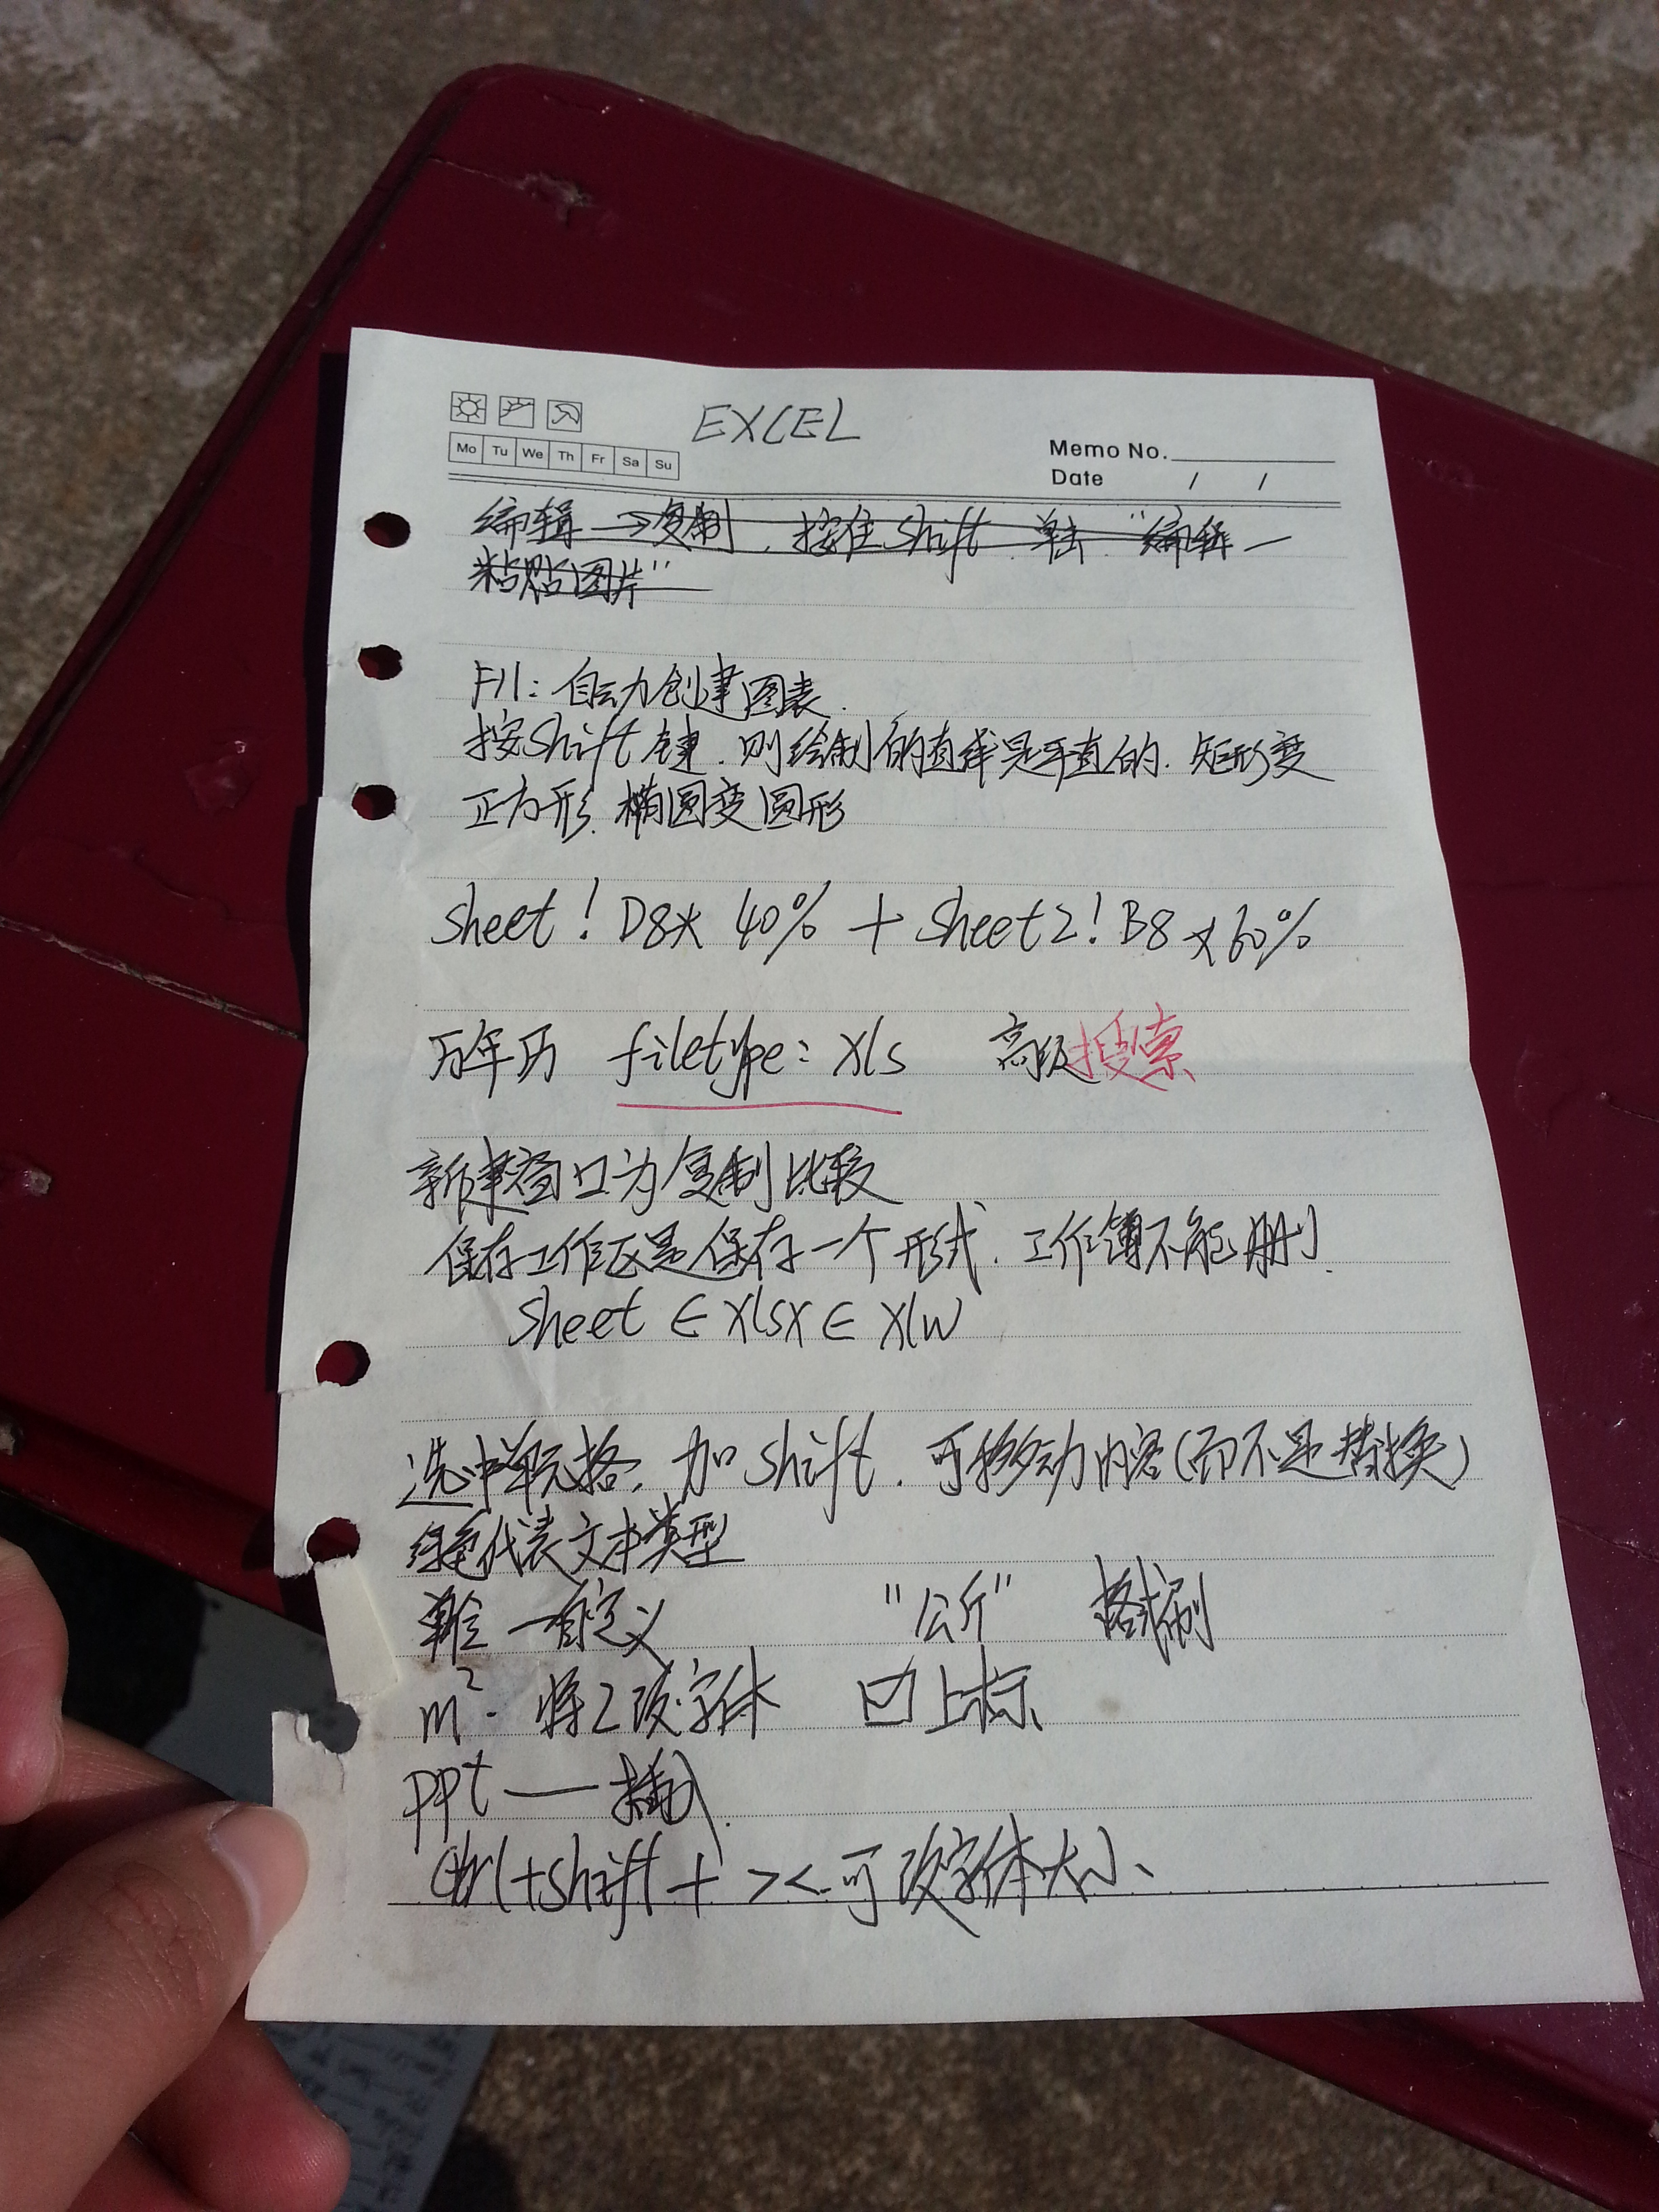 EXCEL
Mo Tu We Th Fr Sa Su
Memo No.
Date / /
编辑→复制，按住Shift 单击 "编辑—
粘贴图片"
F11：自动创建图表.
按Shift键，则绘制的直线是平直的. 矩形变
正方形. 椭圆变圆形
Sheet! D8* 40% + Sheet2! B8 * 60%
万年历 filetype: xls 高级搜索
新建窗口为复制比较
保存工作区是保存一个形式. 工作簿不能删.
Sheet ∈ xlsx ∈ xlw
选中单元格，加Shift，可移动内容(而不是替换)
绿色代表文本类型
单位 — 自定义 "公斤" 格式刷
m². 将2改字体 ☑上标
PPt — 插入.
Ctrl+Shift + >< 可改字体大小